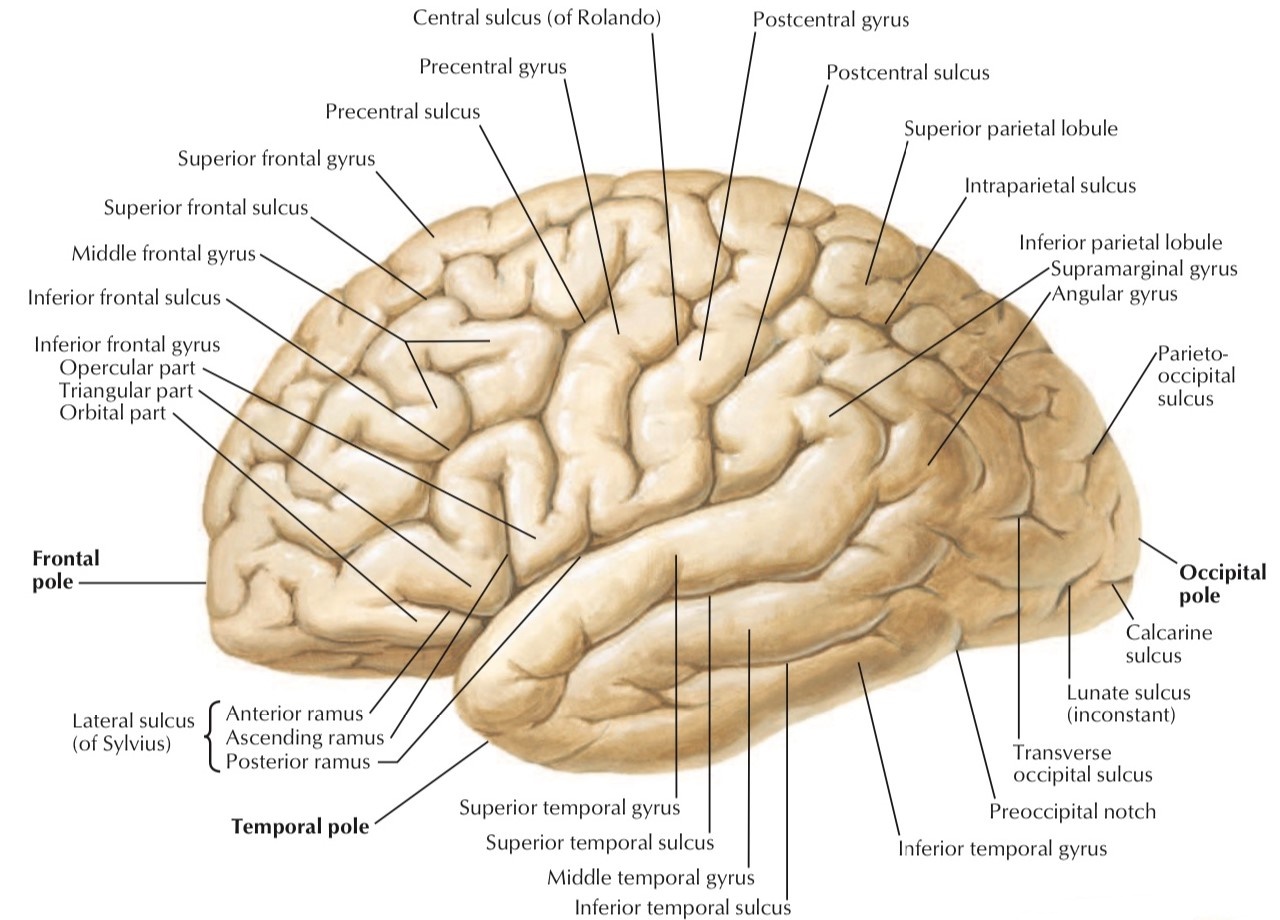 Central sulcus (of Rolando)
Postcentral gyrus
Precentral gyrus
Postcentral sulcus
Precentral sulcus
Superior parietal lobule
Superior frontal gyrus
Intraparietal sulcus
Superior frontal sulcus
Inferior parietal lobule
Middle frontal gyrus
Supramarginal gyrus
Angular gyrus
Inferior frontal sulcus
Inferior frontal gyrus
Opercular part
Triangular part
Orbital part
Parieto-
occipital
sulcus
Frontal
pole
Occipital
pole
Calcarine
sulcus
Lunate sulcus
(inconstant)
Lateral sulcus
(of Sylvius)
Anterior ramus
Ascending ramus
Posterior ramus
Transverse
occipital sulcus
Temporal pole
Superior temporal gyrus
Preoccipital notch
Superior temporal sulcus
Inferior temporal gyrus
Middle temporal gyrus
Inferior temporal sulcus